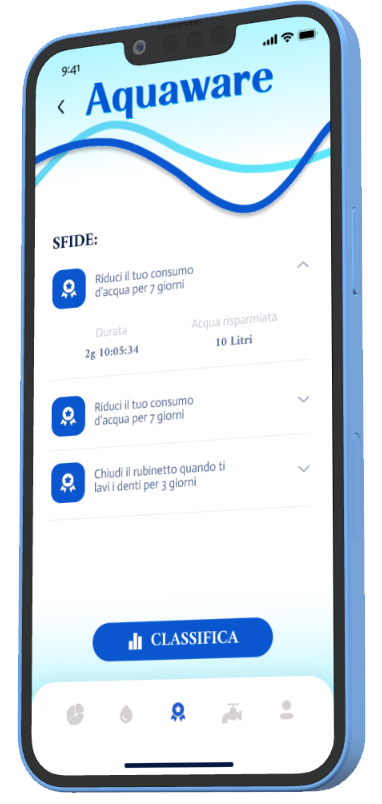 9:41
Aquaware
SFIDE:
Riduci il tuo consumo
d'acqua per 7 giorni
Durata
Acqua risparmiata
2g 10:05:34
10 Litri
Riduci il tuo consumo
d'acqua per 7 giorni
Chiudi il rubinetto quando ti
lavi i denti per 3 giorni
CLASSIFICA